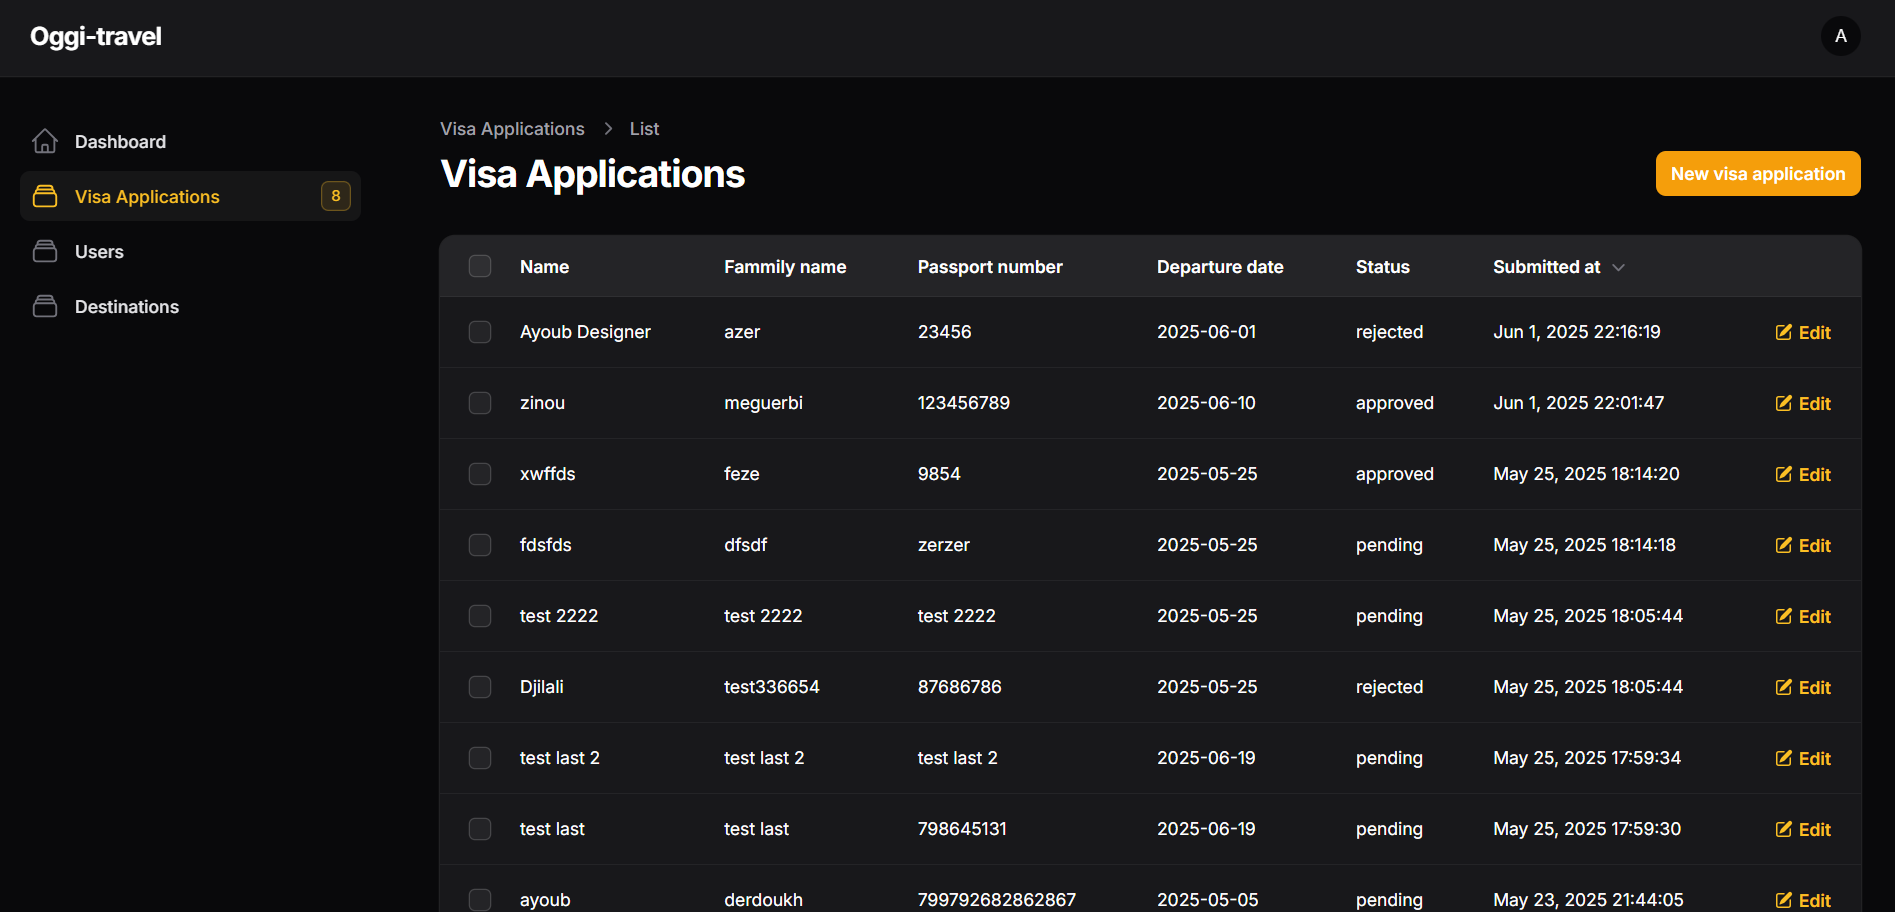 Oggi-travel
A
Dashboard
Visa Applications 8
Users
Destinations
Visa Applications > List
Visa Applications
New visa application
Name Fammily name Passport number Departure date Status Submitted at
Ayoub Designer azer 23456 2025-06-01 rejected Jun 1, 2025 22:16:19 Edit
zinou meguerbi 123456789 2025-06-10 approved Jun 1, 2025 22:01:47 Edit
xwffds feze 9854 2025-05-25 approved May 25, 2025 18:14:20 Edit
fdsfds dfsdf zerzer 2025-05-25 pending May 25, 2025 18:14:18 Edit
test 2222 test 2222 test 2222 2025-05-25 pending May 25, 2025 18:05:44 Edit
Djilali test336654 87686786 2025-05-25 rejected May 25, 2025 18:05:44 Edit
test last 2 test last 2 test last 2 2025-06-19 pending May 25, 2025 17:59:34 Edit
test last test last 798645131 2025-06-19 pending May 25, 2025 17:59:30 Edit
ayoub derdoukh 799792682862867 2025-05-05 pending May 23, 2025 21:44:05 Edit